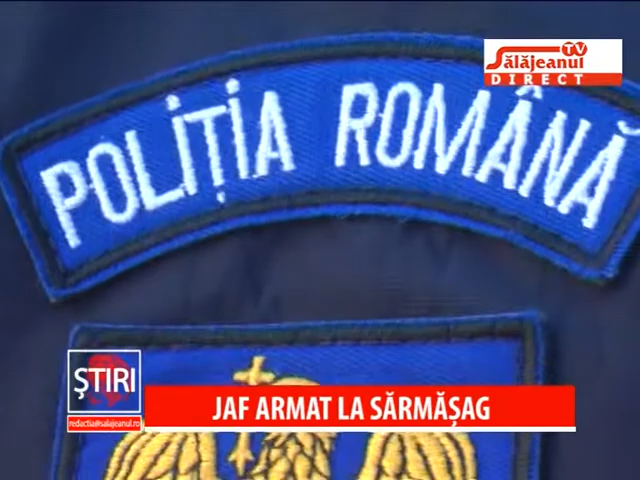 Sălăjeanul TV
DIRECT
POLIȚIA ROMÂNĂ
ȘTIRI
redactia@salajeanul.ro
JAF ARMAT LA SĂRMĂȘAG